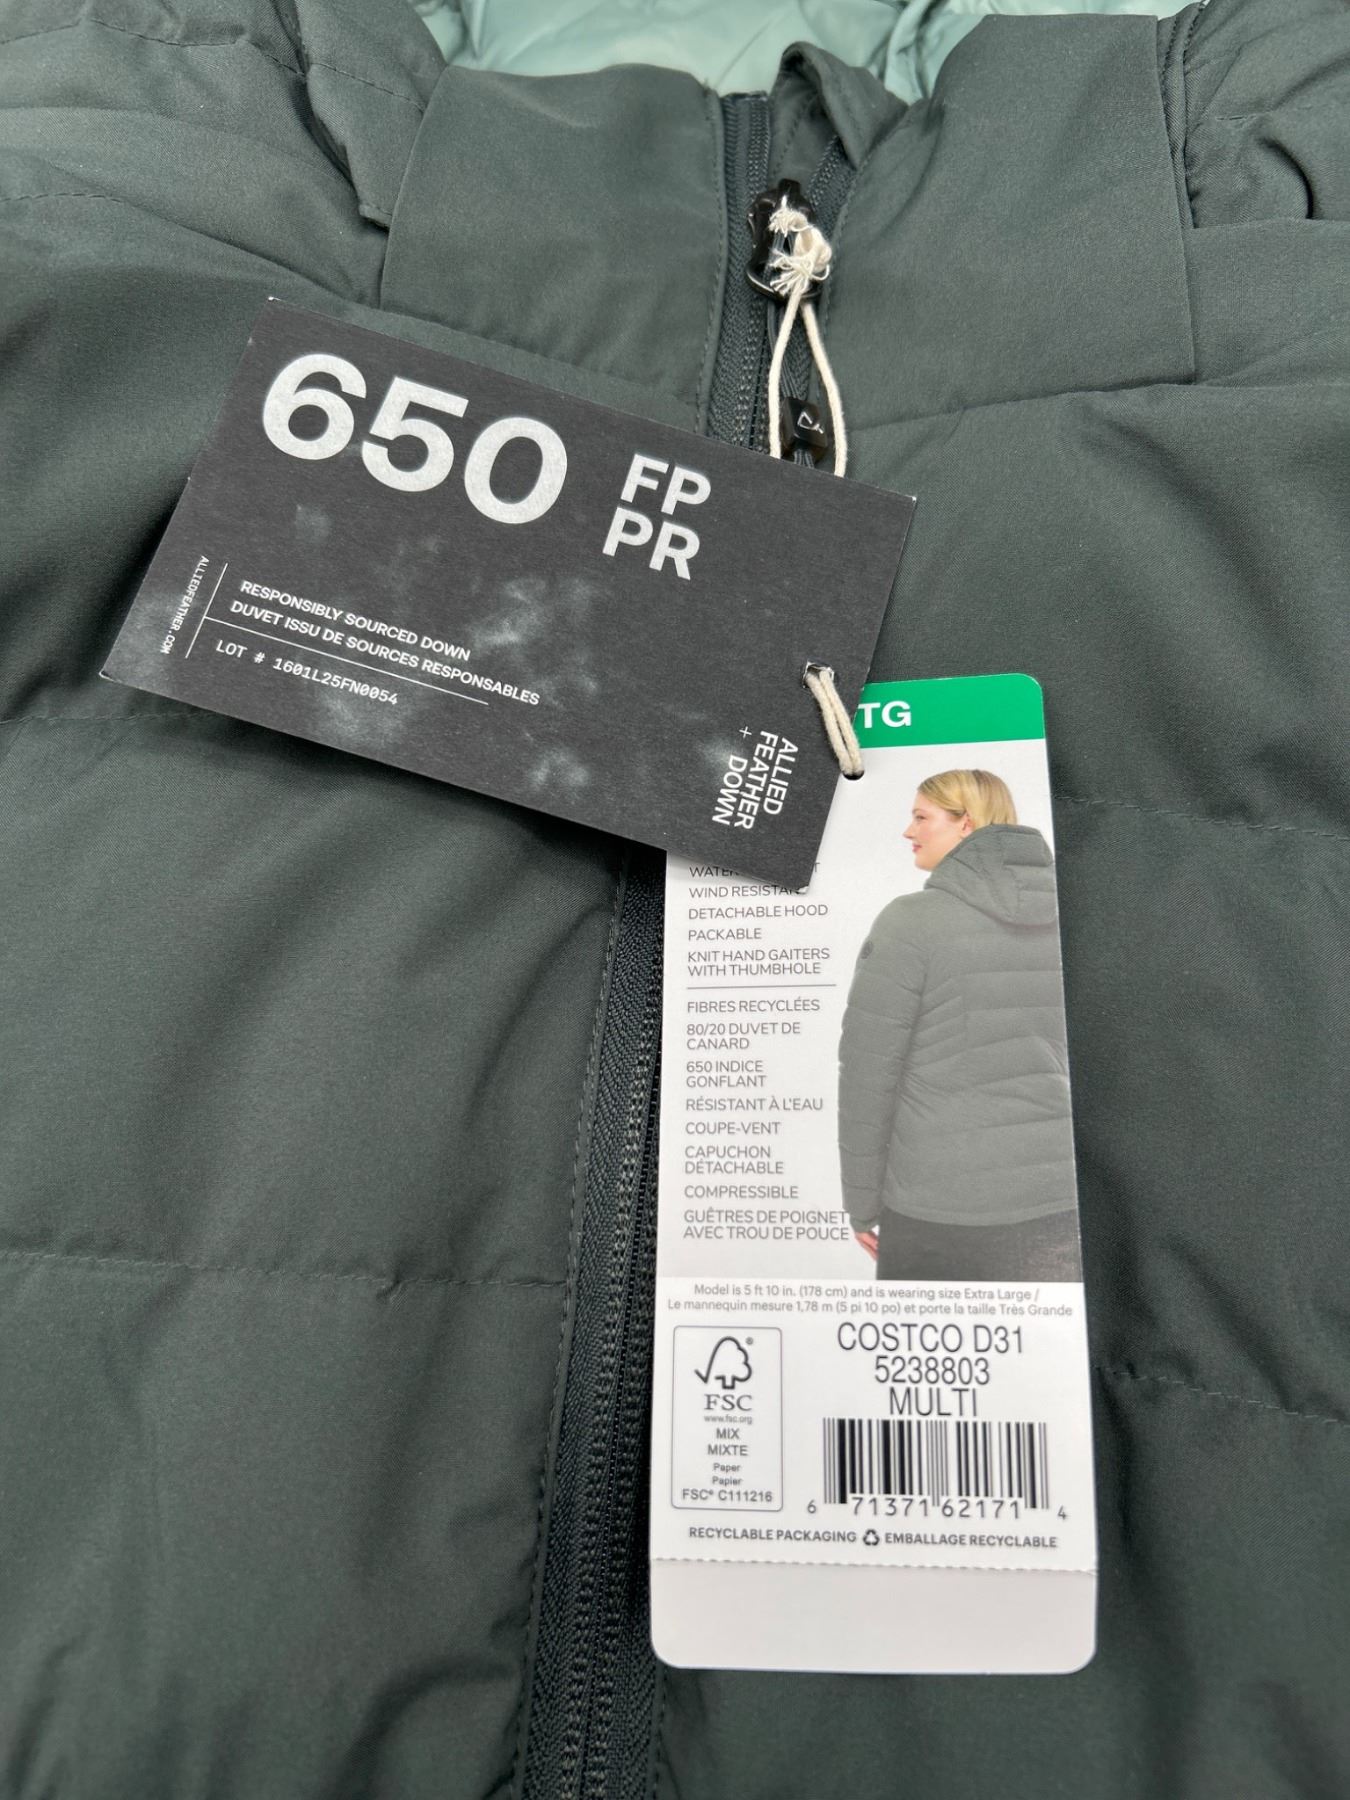 650
FP
PR
ALLIEDFEATHER.COM
RESPONSIBLY SOURCED DOWN
DUVET ISSU DE SOURCES RESPONSABLES
LOT # 1601L25FN0054
ALLIED
FEATHER
+ DOWN
TG
WIND RESISTANT
DETACHABLE HOOD
PACKABLE
KNIT HAND GAITERS
WITH THUMBHOLE
FIBRES RECYCLÉES
80/20 DUVET DE
CANARD
650 INDICE
GONFLANT
RÉSISTANT À L'EAU
COUPE-VENT
CAPUCHON
DÉTACHABLE
COMPRESSIBLE
GUÊTRES DE POIGNET
AVEC TROU DE POUCE
Model is 5 ft 10 in. (178 cm) and is wearing size Extra Large /
Le mannequin mesure 1,78 m (5 pi 10 po) et porte la taille Très Grande
FSC®
www.fsc.org
MIX
MIXTE
Paper
Papier
FSC® C111216
COSTCO D31
5238803
MULTI
6 71371 62171 4
RECYCLABLE PACKAGING EMBALLAGE RECYCLABLE